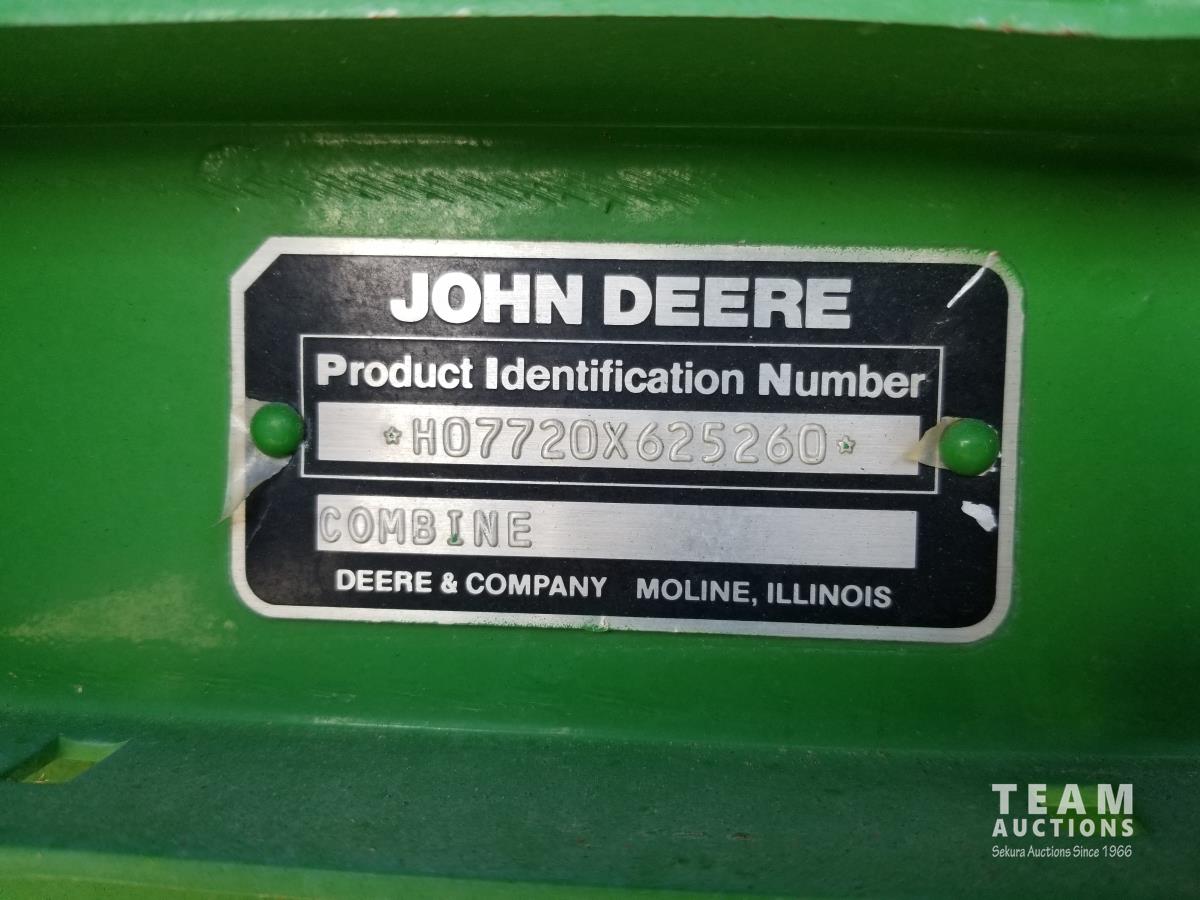 JOHN DEERE
Product Identification Number
*H07720X625260*
COMBINE
DEERE & COMPANY MOLINE, ILLINOIS
TEAM
AUCTIONS
Sekura Auctions Since 1966